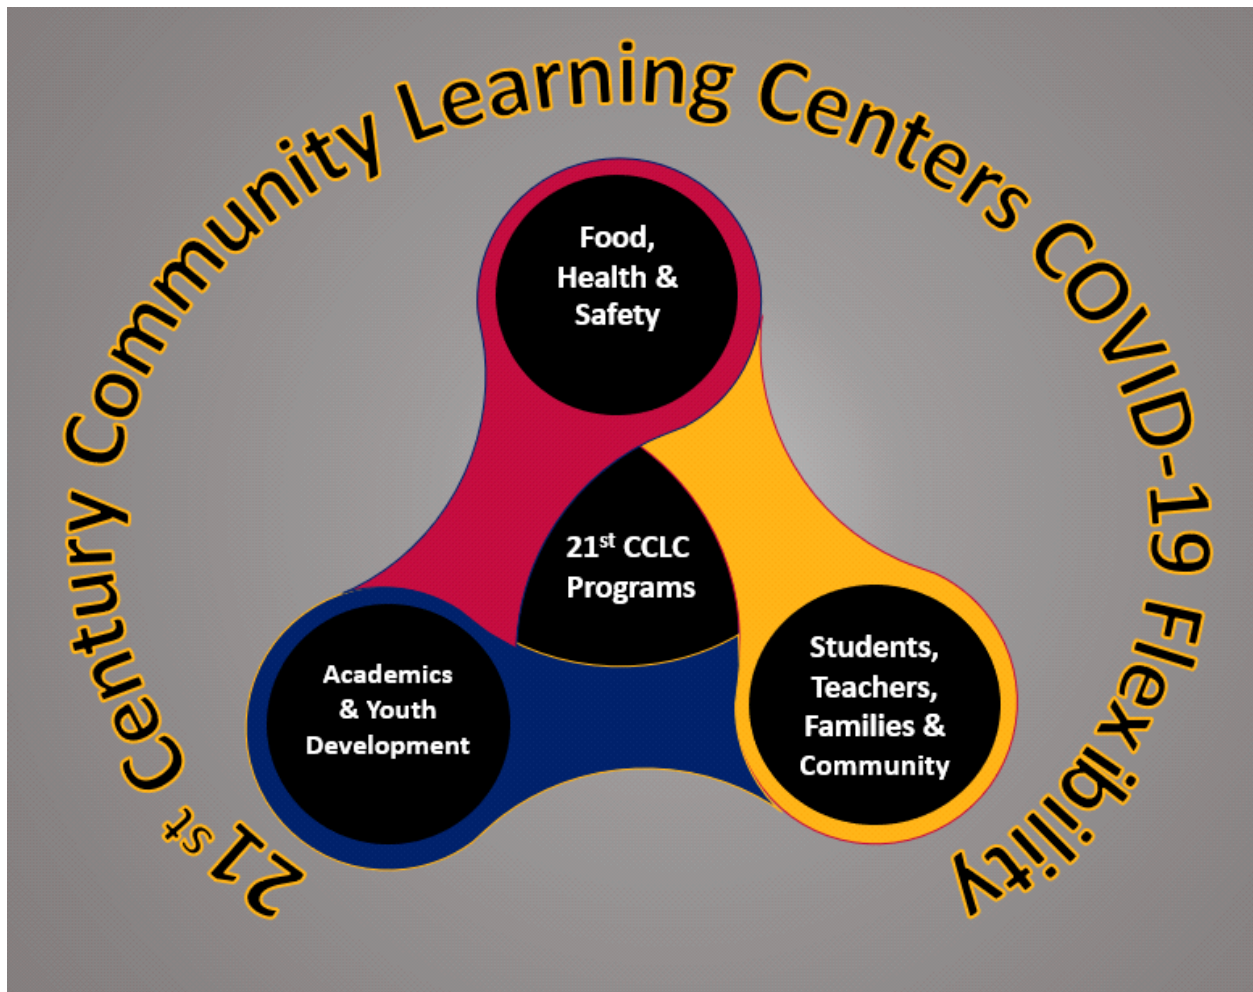 21st Century Community Learning Centers COVID-19 Flexibility
Food,
Health &
Safety
21st CCLC
Programs
Academics
& Youth
Development
Students,
Teachers,
Families &
Community